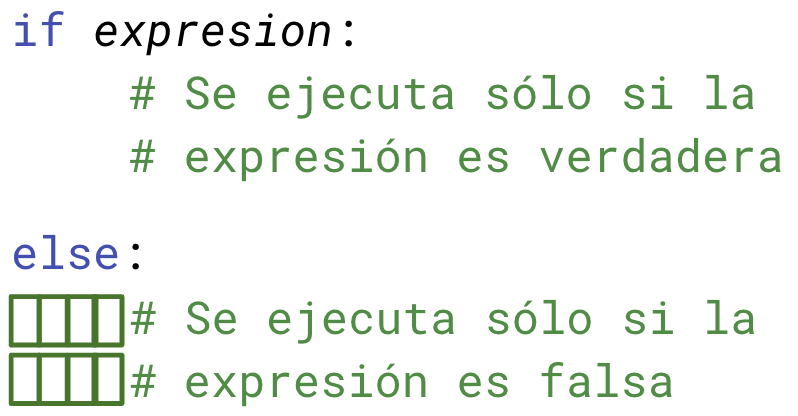 if expresion:
# Se ejecuta sólo si la
# expresión es verdadera
else:
# Se ejecuta sólo si la
# expresión es falsa